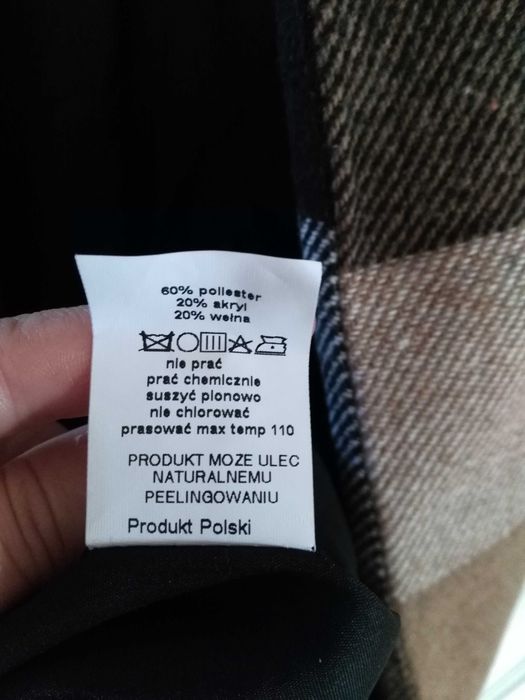 60% poliester
20% akryl
20% wełna
nie prać
prać chemicznie
suszyć pionowo
nie chlorować
prasować max temp 110
PRODUKT MOŻE ULEC
NATURALNEMU
PEELINGOWANIU
Produkt Polski